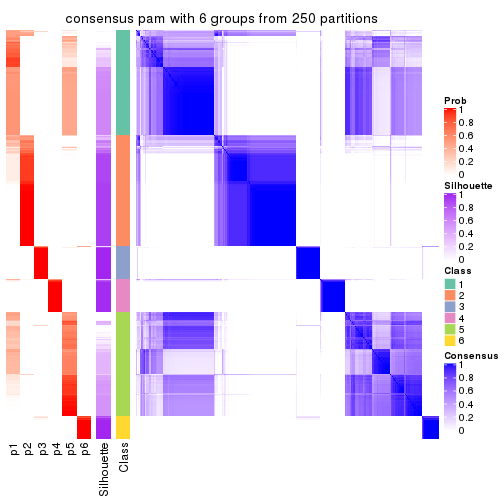 consensus pam with 6 groups from 250 partitions
Prob
1
0.8
0.6
0.4
0.2
0
Silhouette
1
0.8
0.6
0.4
0.2
0
Class
1
2
3
4
5
6
Consensus
1
0.8
0.6
0.4
0.2
0
p1
p2
p3
p4
p5
p6
Silhouette
Class